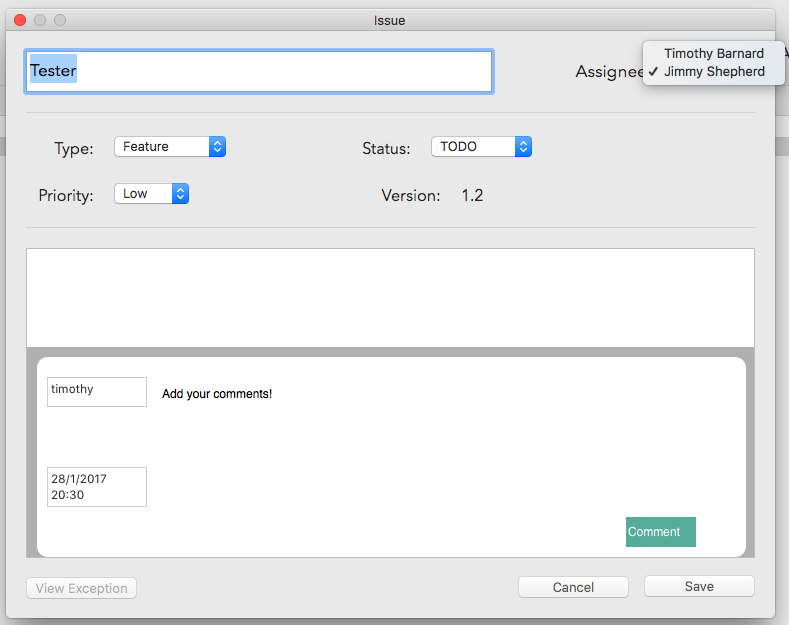 Issue
Tester
Assignee
Timothy Barnard
✓ Jimmy Shepherd
Type: Feature
Status: TODO
Priority: Low
Version: 1.2
timothy
Add your comments!
28/1/2017
20:30
Comment
View Exception
Cancel
Save